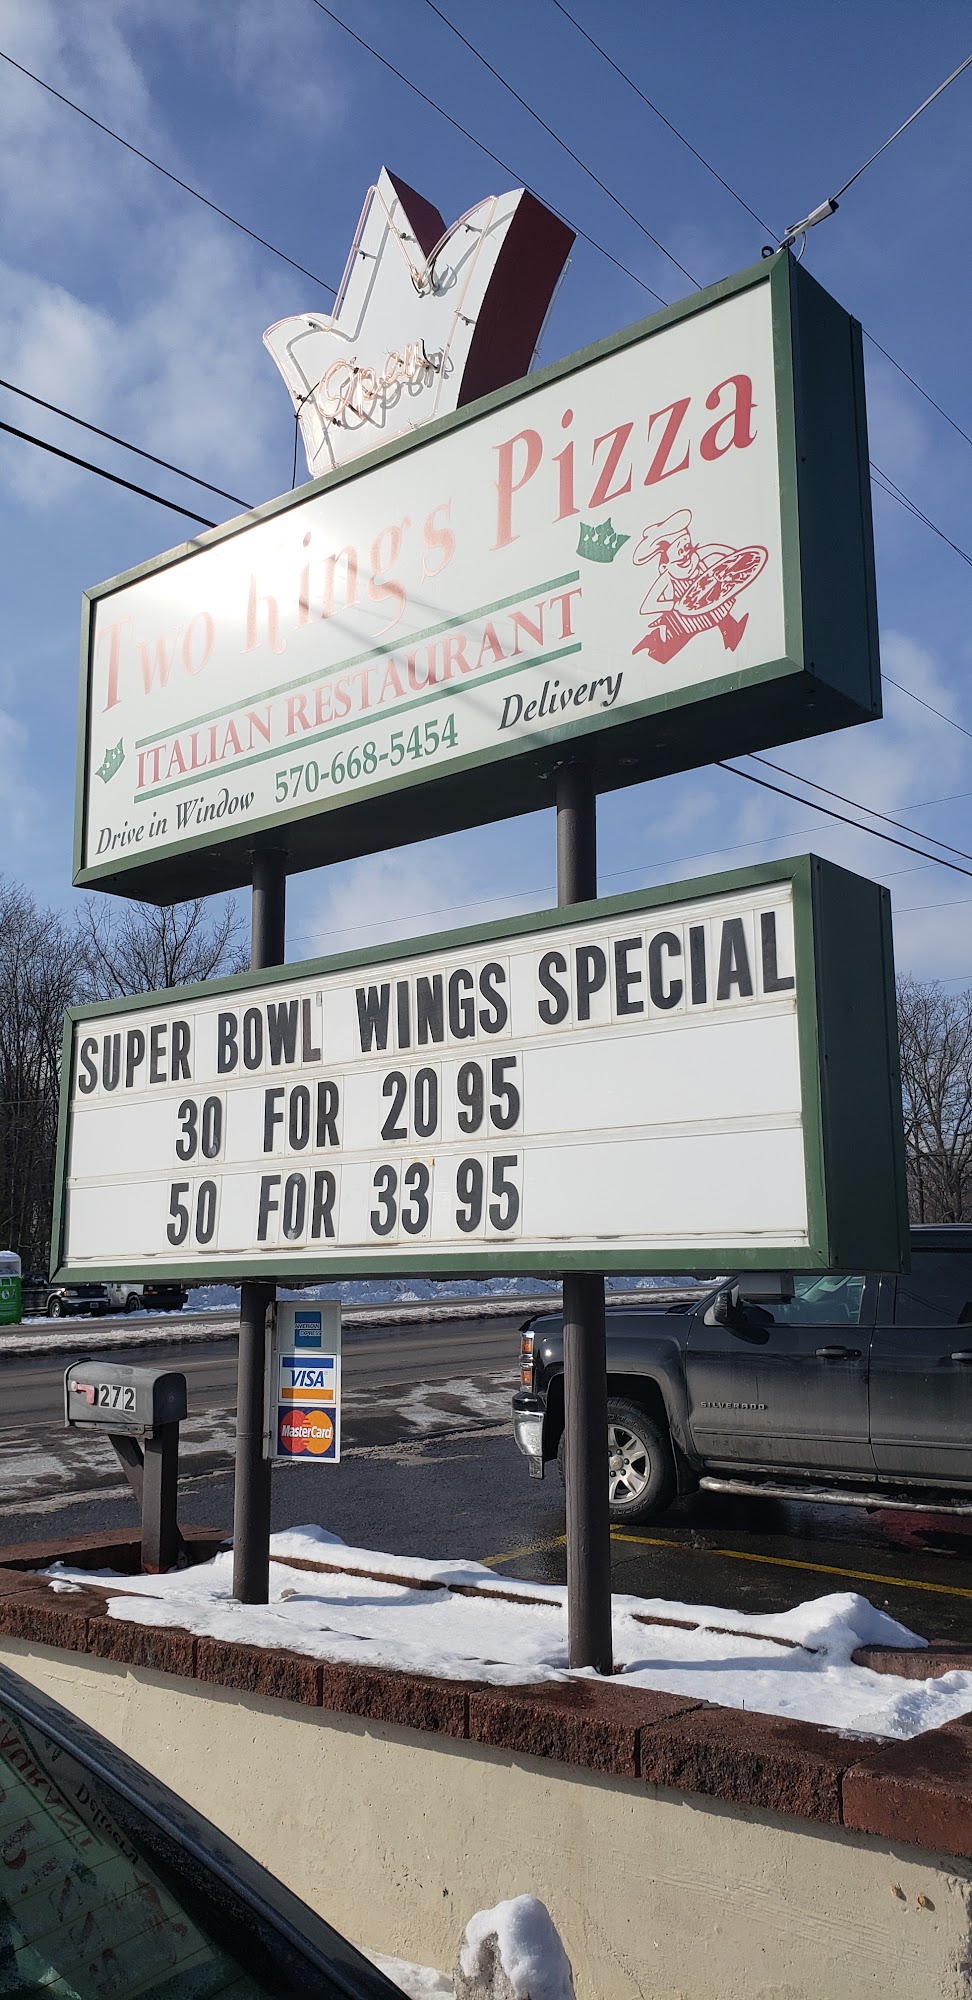 Open
Two Kings Pizza
ITALIAN RESTAURANT
Drive in Window 570-668-5454 Delivery
SUPER BOWL WINGS SPECIAL
30 FOR 20 95
50 FOR 33 95
AMERICAN EXPRESS
VISA
MasterCard
272
SILVERADO
Delivery